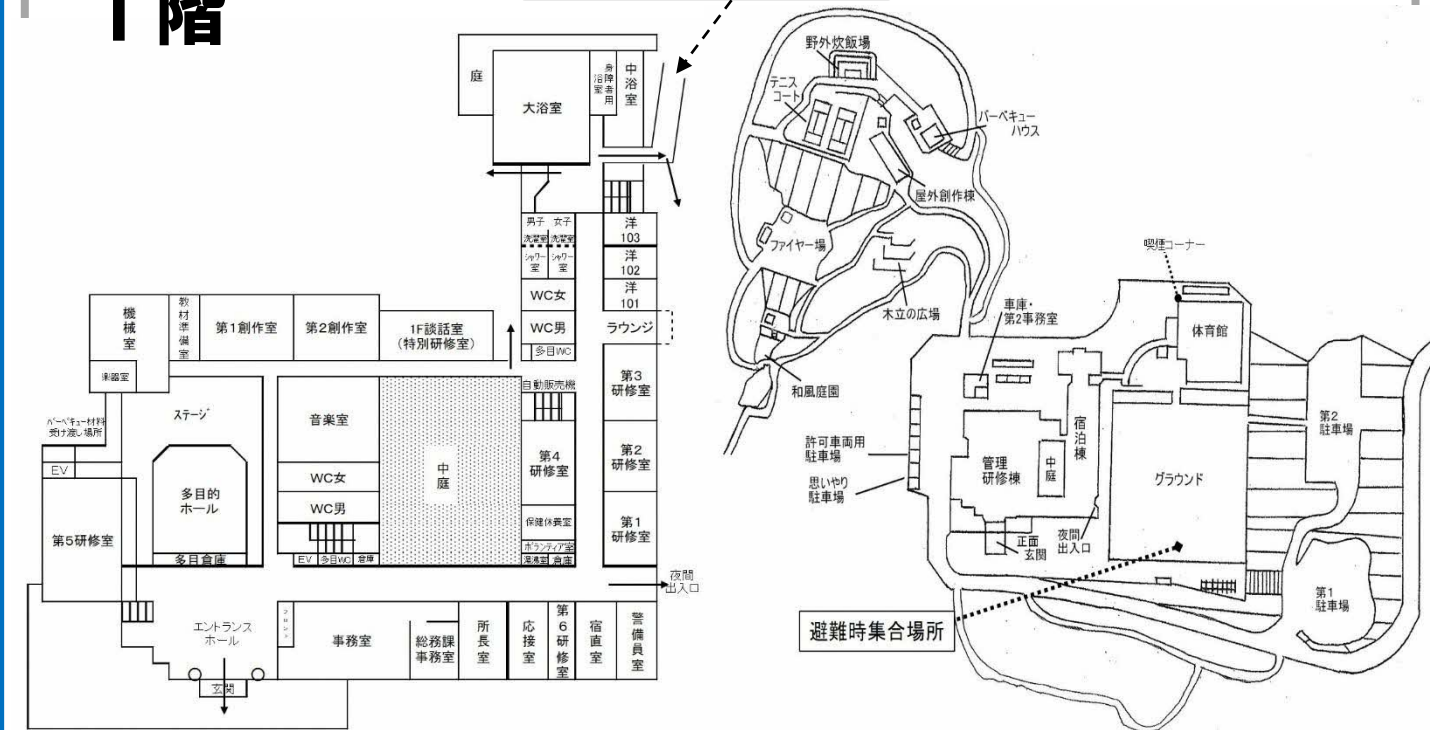 1階
庭
大浴室
身障者用
浴室
中浴室
男子 女子
洗濯室 洗濯室
シャワー室 シャワー室
洋
103
洋
102
洋
101
WC女
WC男
多目WC
ラウンジ
機械室
教材準備室
第1創作室
第2創作室
1F談話室
(特別研修室)
楽器室
自動販売機
第3
研修室
ステージ
音楽室
バーベキュー材料
受け渡し場所
EV
中庭
第4
研修室
第2
研修室
多目的
ホール
WC女
WC男
第5研修室
保健休養室
ボランティア室
湯沸室 倉庫
第1
研修室
多目倉庫
EV 多目WC 倉庫
夜間
出入口
エントランス
ホール
フロント
事務室
総務課
事務室
所長室
応接室
第6研修室
宿直室
警備員室
玄関
野外炊飯場
テニス
コート
バーベキュー
ハウス
屋外創作棟
ファイヤー場
木立の広場
和風庭園
喫煙コーナー
車庫・
第2事務室
体育館
許可車両用
駐車場
思いやり
駐車場
管理
研修棟
中庭
宿泊棟
グラウンド
第2
駐車場
正面
玄関
夜間
出入口
第1
駐車場
避難時集合場所